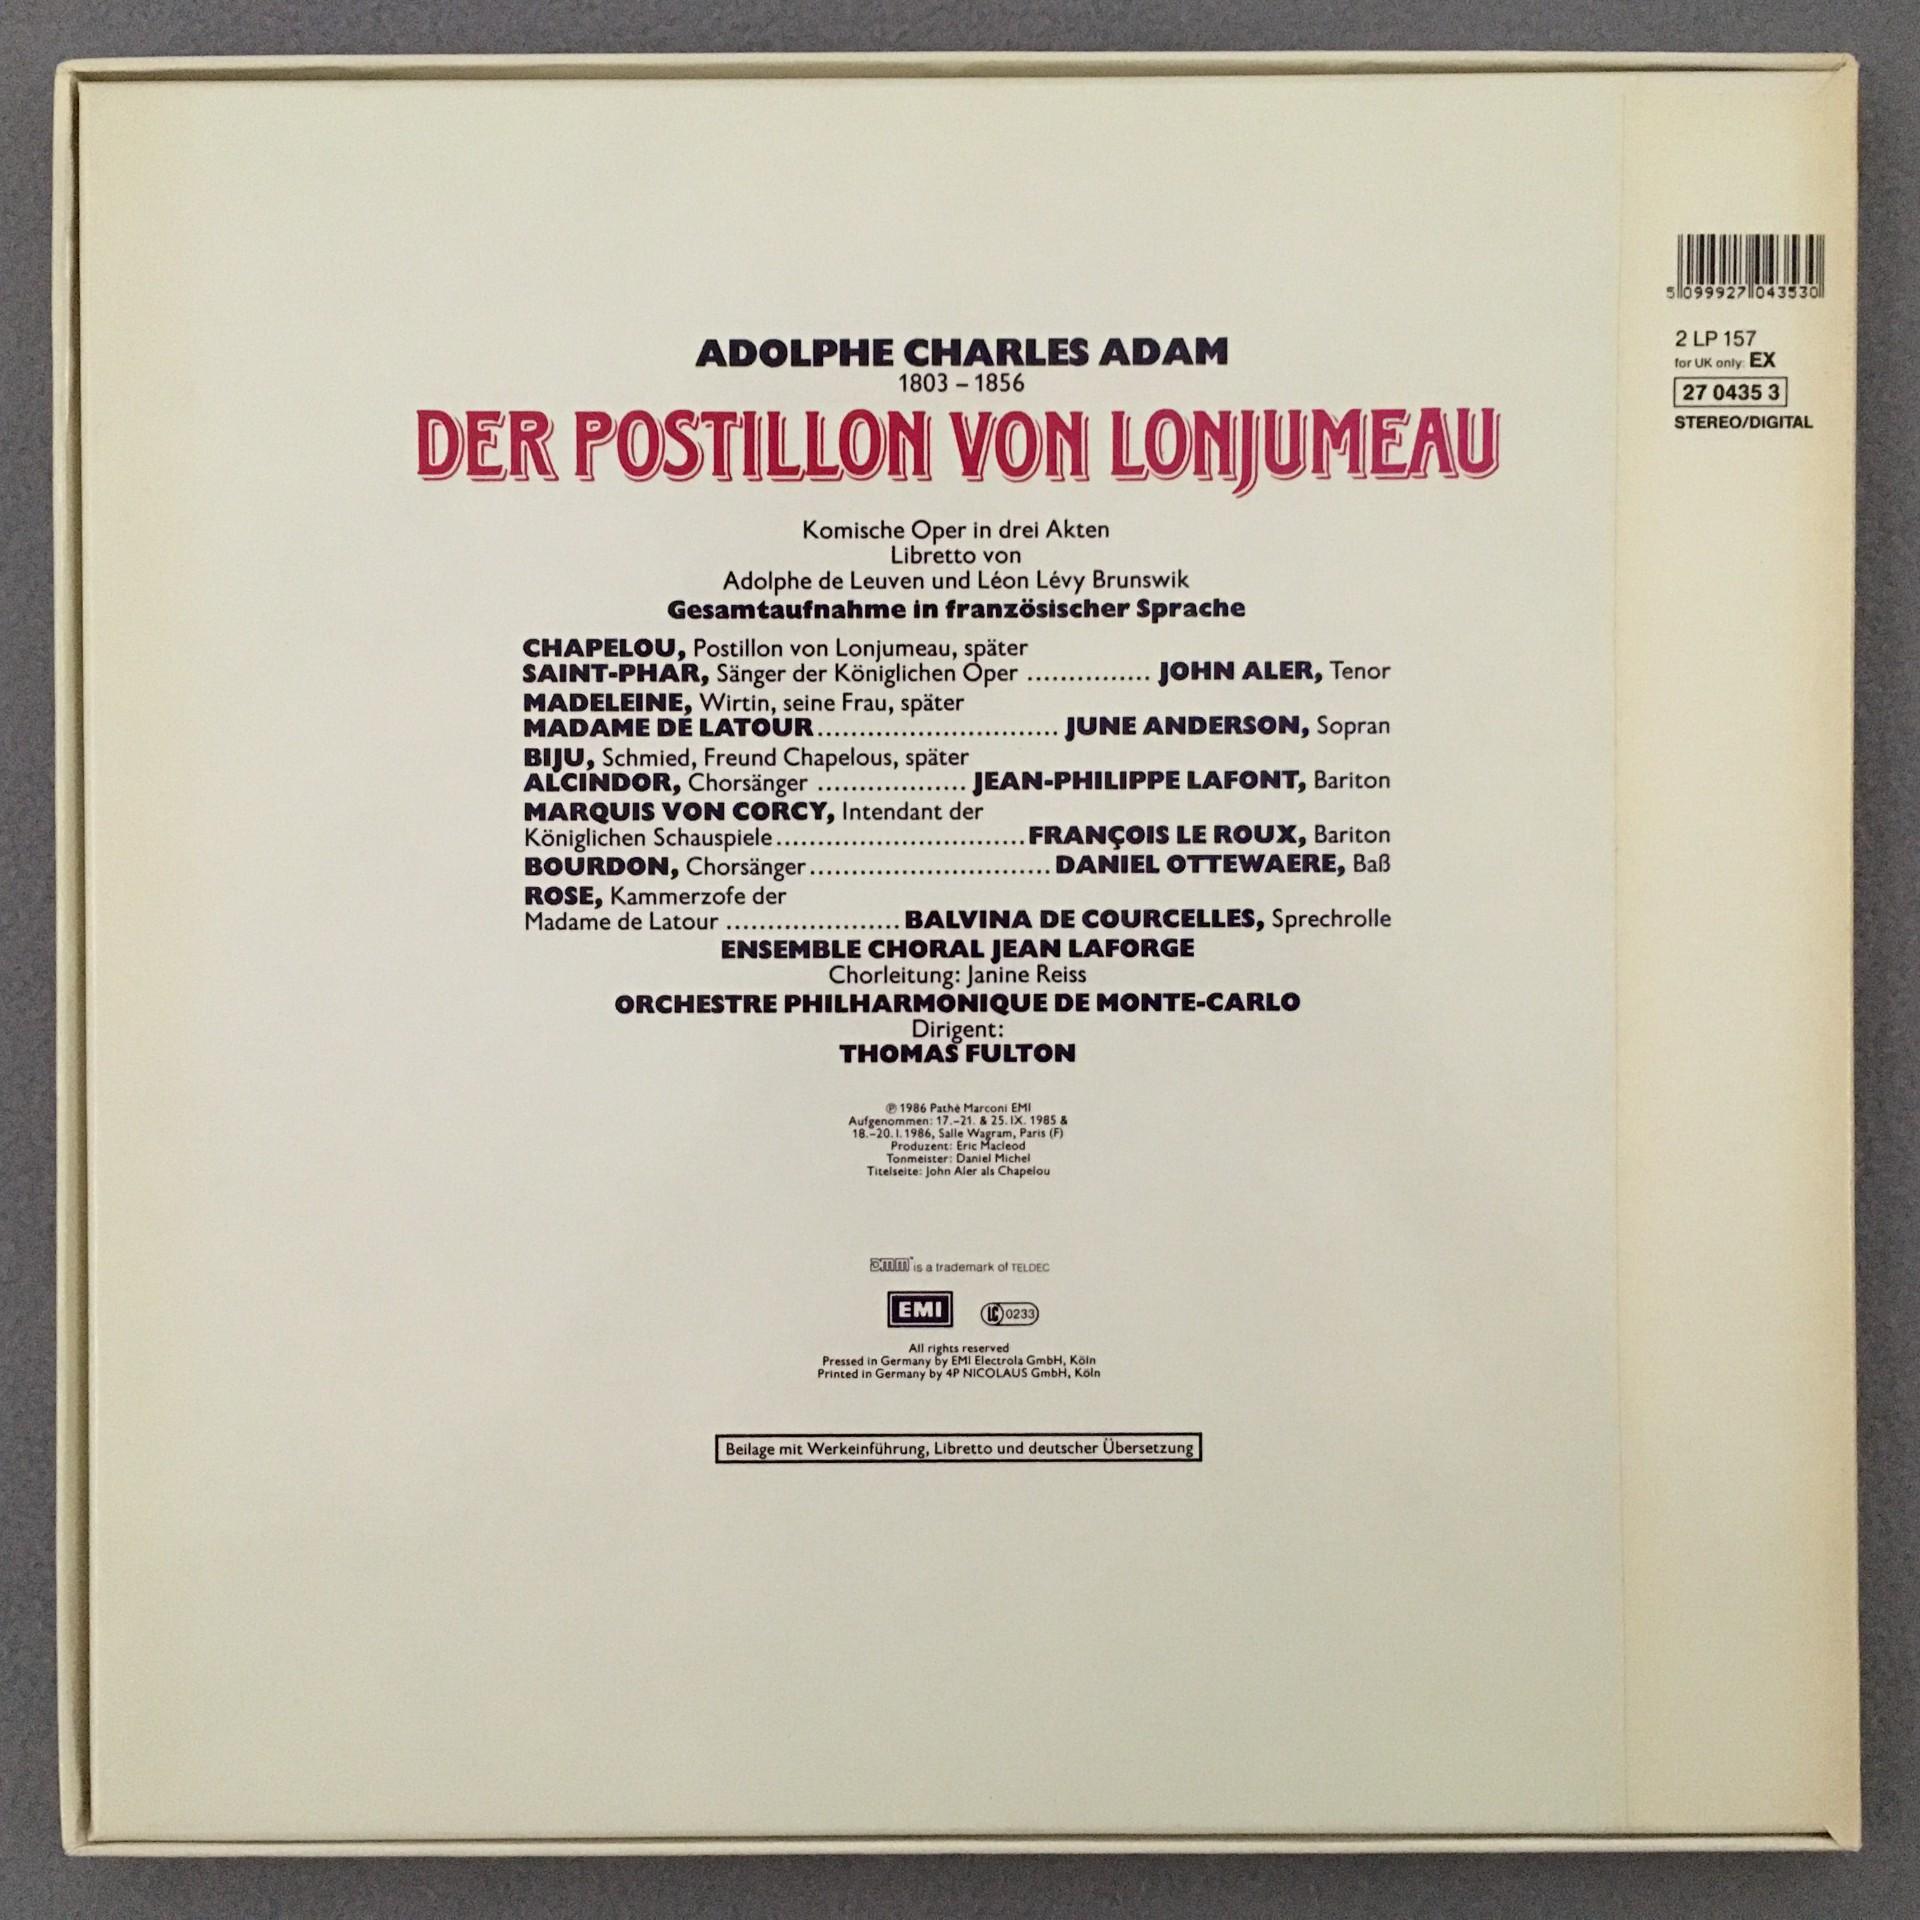 ADOLPHE CHARLES ADAM
1803 – 1856
DER POSTILLON VON LONJUMEAU
Komische Oper in drei Akten
Libretto von
Adolphe de Leuven und Léon Lévy Brunswik
Gesamtaufnahme in französischer Sprache
CHAPELOU, Postillon von Lonjumeau, später
SAINT-PHAR, Sänger der Königlichen Oper ............... JOHN ALER, Tenor
MADELEINE, Wirtin, seine Frau, später
MADAME DE LATOUR............................. JUNE ANDERSON, Sopran
BIJU, Schmied, Freund Chapelous, später
ALCINDOR, Chorsänger .................. JEAN-PHILIPPE LAFONT, Bariton
MARQUIS VON CORCY, Intendant der
Königlichen Schauspiele..............................FRANÇOIS LE ROUX, Bariton
BOURDON, Chorsänger............................. DANIEL OTTEWAERE, Baß
ROSE, Kammerzofe der
Madame de Latour ..................... BALVINA DE COURCELLES, Sprechrolle
ENSEMBLE CHORAL JEAN LAFORGE
Chorleitung: Janine Reiss
ORCHESTRE PHILHARMONIQUE DE MONTE-CARLO
Dirigent:
THOMAS FULTON
℗ 1986 Pathé Marconi EMI
Aufgenommen: 17.–21. & 25. IX. 1985 &
18.–20. I. 1986, Salle Wagram, Paris (F)
Produzent: Eric Macleod
Tonmeister: Daniel Michel
Titelseite: John Aler als Chapelou
DMM™ is a trademark of TELDEC
EMI LC 0233
All rights reserved
Pressed in Germany by EMI Electrola GmbH, Köln
Printed in Germany by 4P NICOLAUS GmbH, Köln
Beilage mit Werkeinführung, Libretto und deutscher Übersetzung
5 099927 043530
2 LP 157
for UK only: EX
27 0435 3
STEREO/DIGITAL